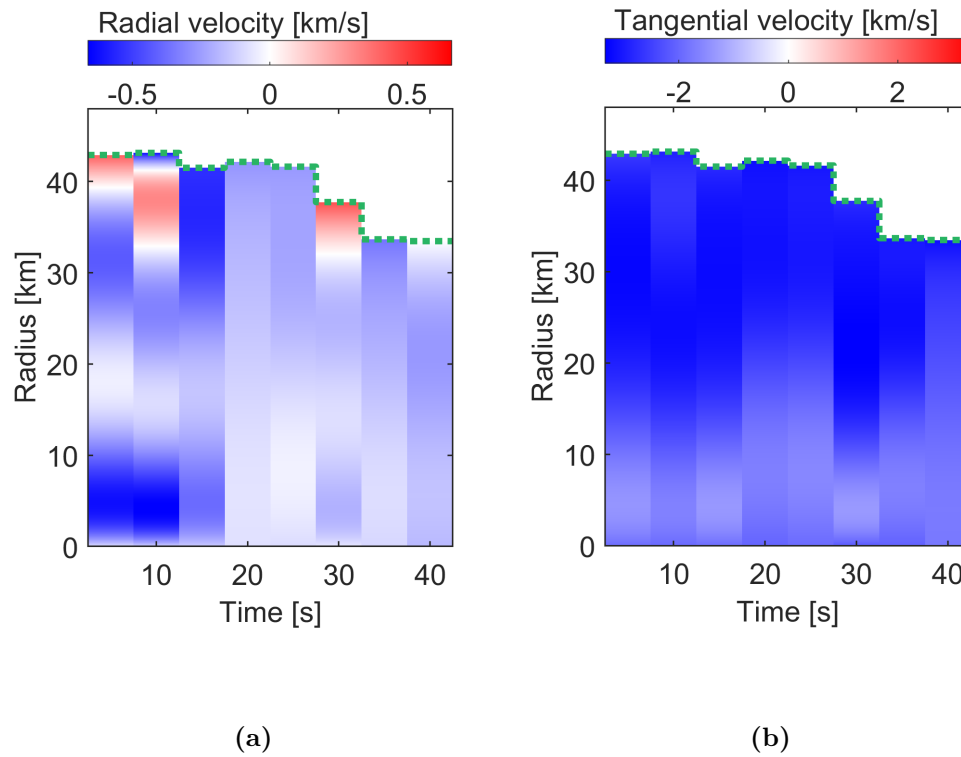 Radial velocity [km/s]
-0.5 0 0.5
Radius [km]
40
30
20
10
0
10 20 30 40
Time [s]
(a)
Tangential velocity [km/s]
-2 0 2
Radius [km]
40
30
20
10
0
10 20 30 40
Time [s]
(b)